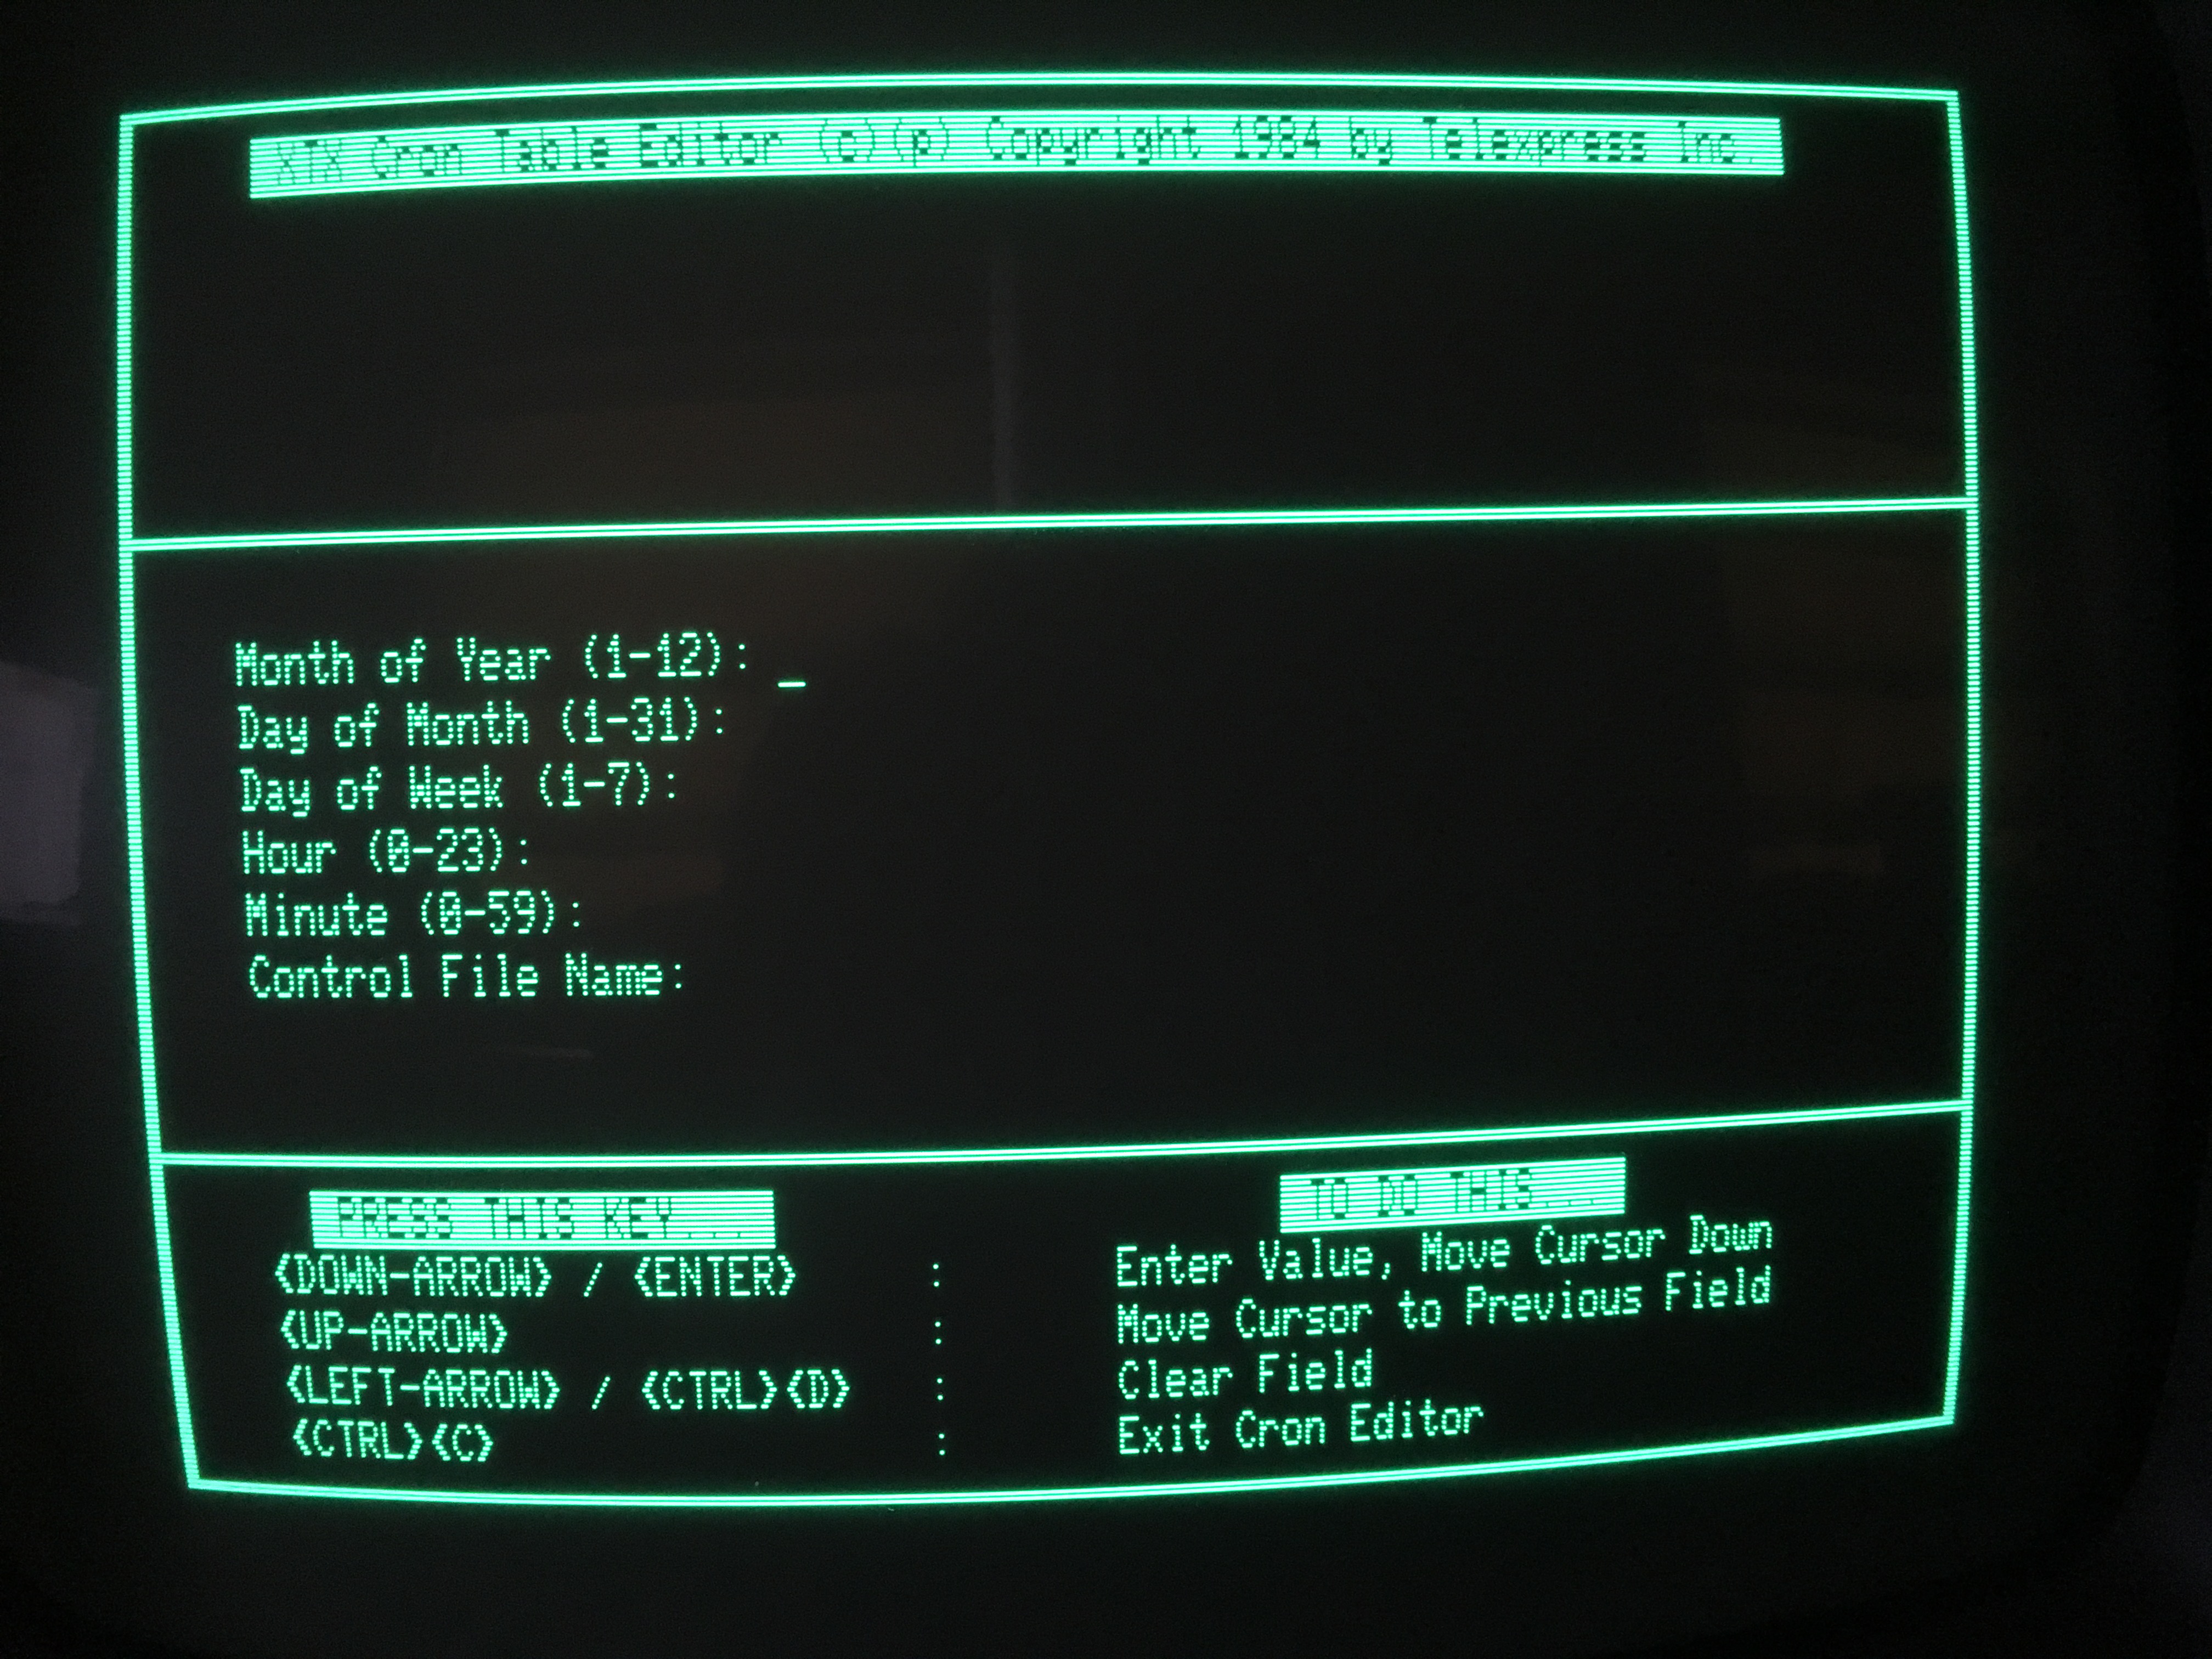 XTX Cron Table Editor (c)(p) Copyright 1984 by Telexpress Inc.
Month of Year (1-12): _
Day of Month (1-31):
Day of Week (1-7):
Hour (0-23):
Minute (0-59):
Control File Name:
PRESS THIS KEY... TO DO THIS...
<DOWN-ARROW> / <ENTER> : Enter Value, Move Cursor Down
<UP-ARROW> : Move Cursor to Previous Field
<LEFT-ARROW> / <CTRL><D> : Clear Field
<CTRL><C> : Exit Cron Editor